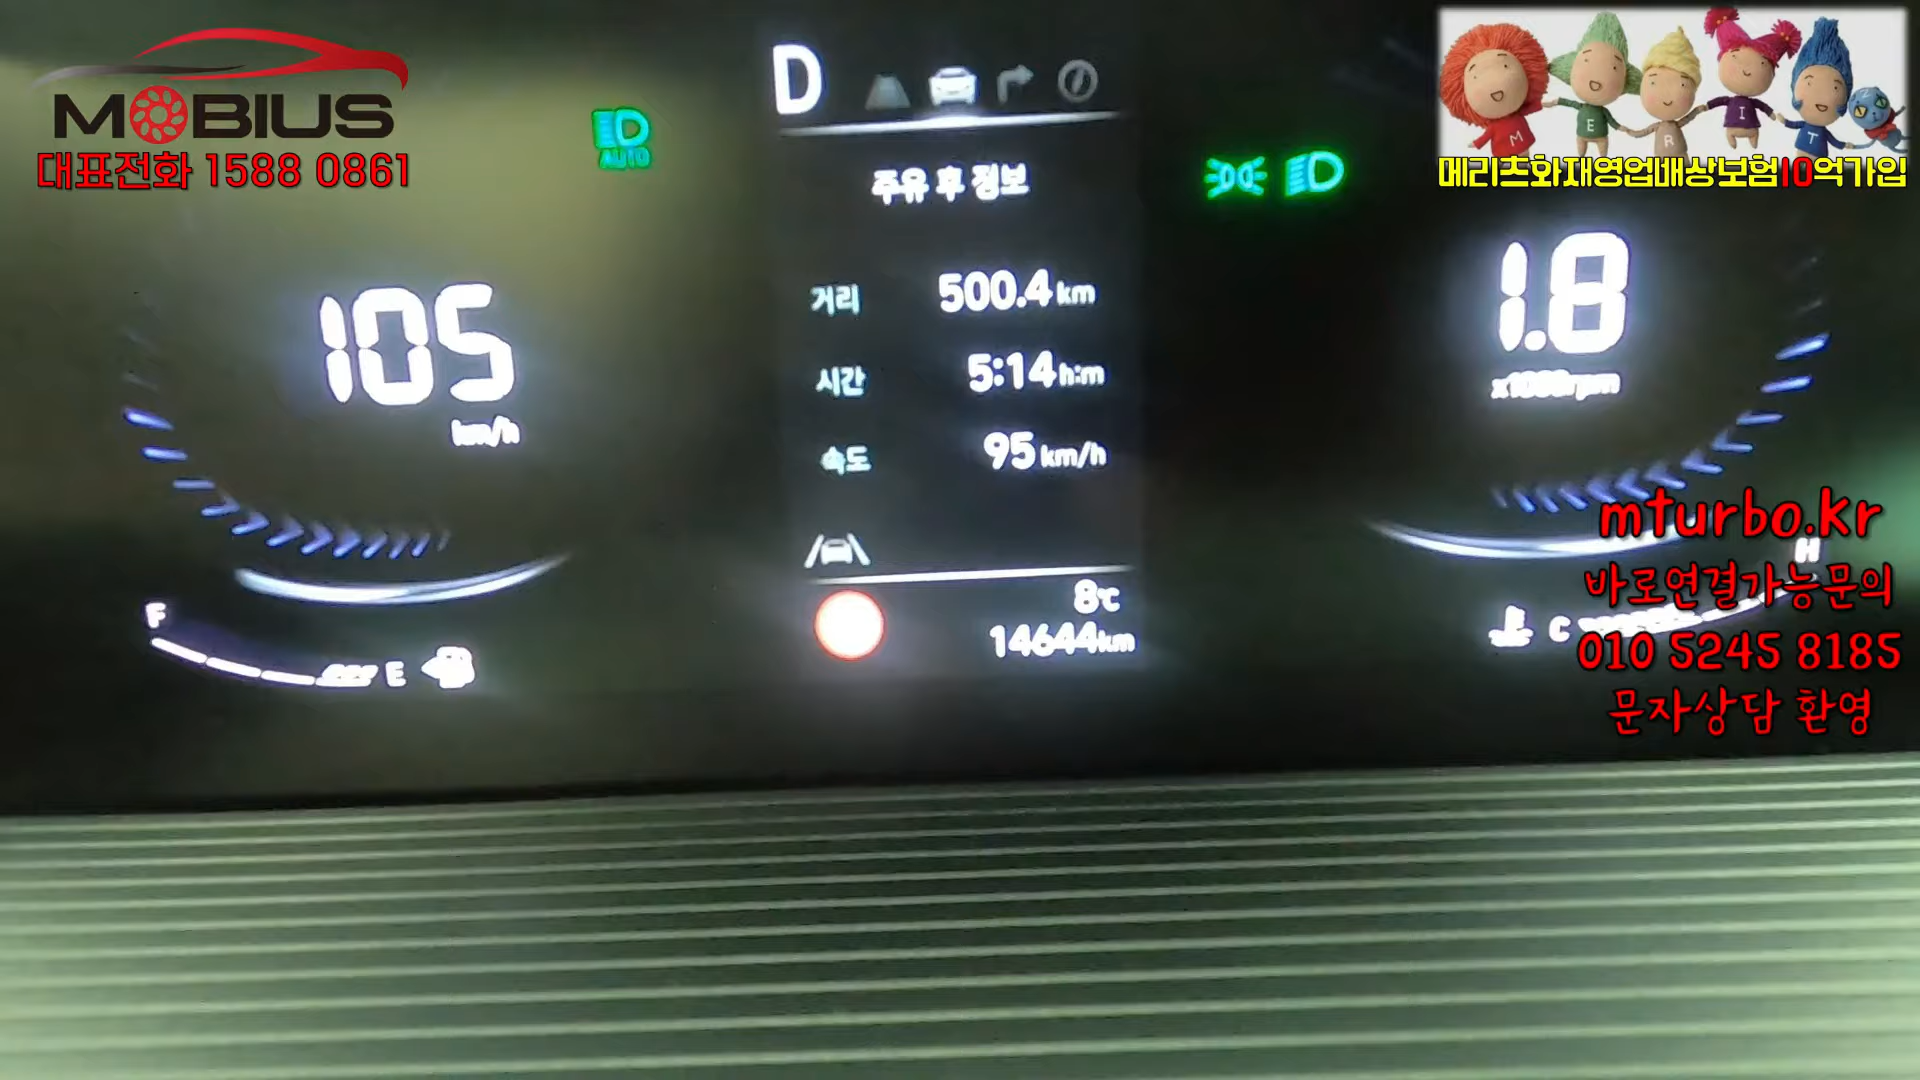 MOBIUS
대표전화 1588 0861
AUTO
D
주유 후 정보
거리 500.4 km
시간 5:14 h:m
속도 95 km/h
8℃
14644 km
105
km/h
F
E
1.8
x1000rpm
H
C
M E R I T Z
메리츠화재영업배상보험10억가입
mturbo.kr
바로연결가능문의
010 5245 8185
문자상담 환영